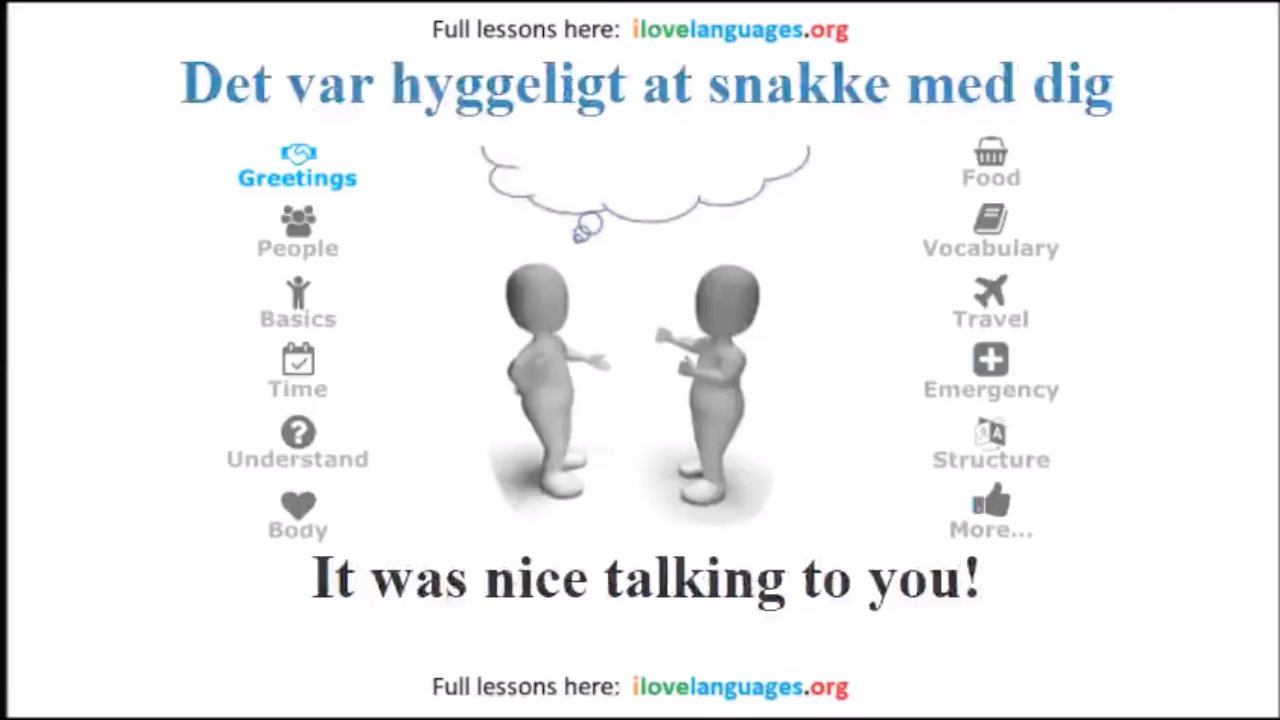 Full lessons here: ilovelanguages.org
Det var hyggeligt at snakke med dig
Greetings
People
Basics
Time
Understand
Body
Food
Vocabulary
Travel
Emergency
Structure
More...
It was nice talking to you!
Full lessons here: ilovelanguages.org